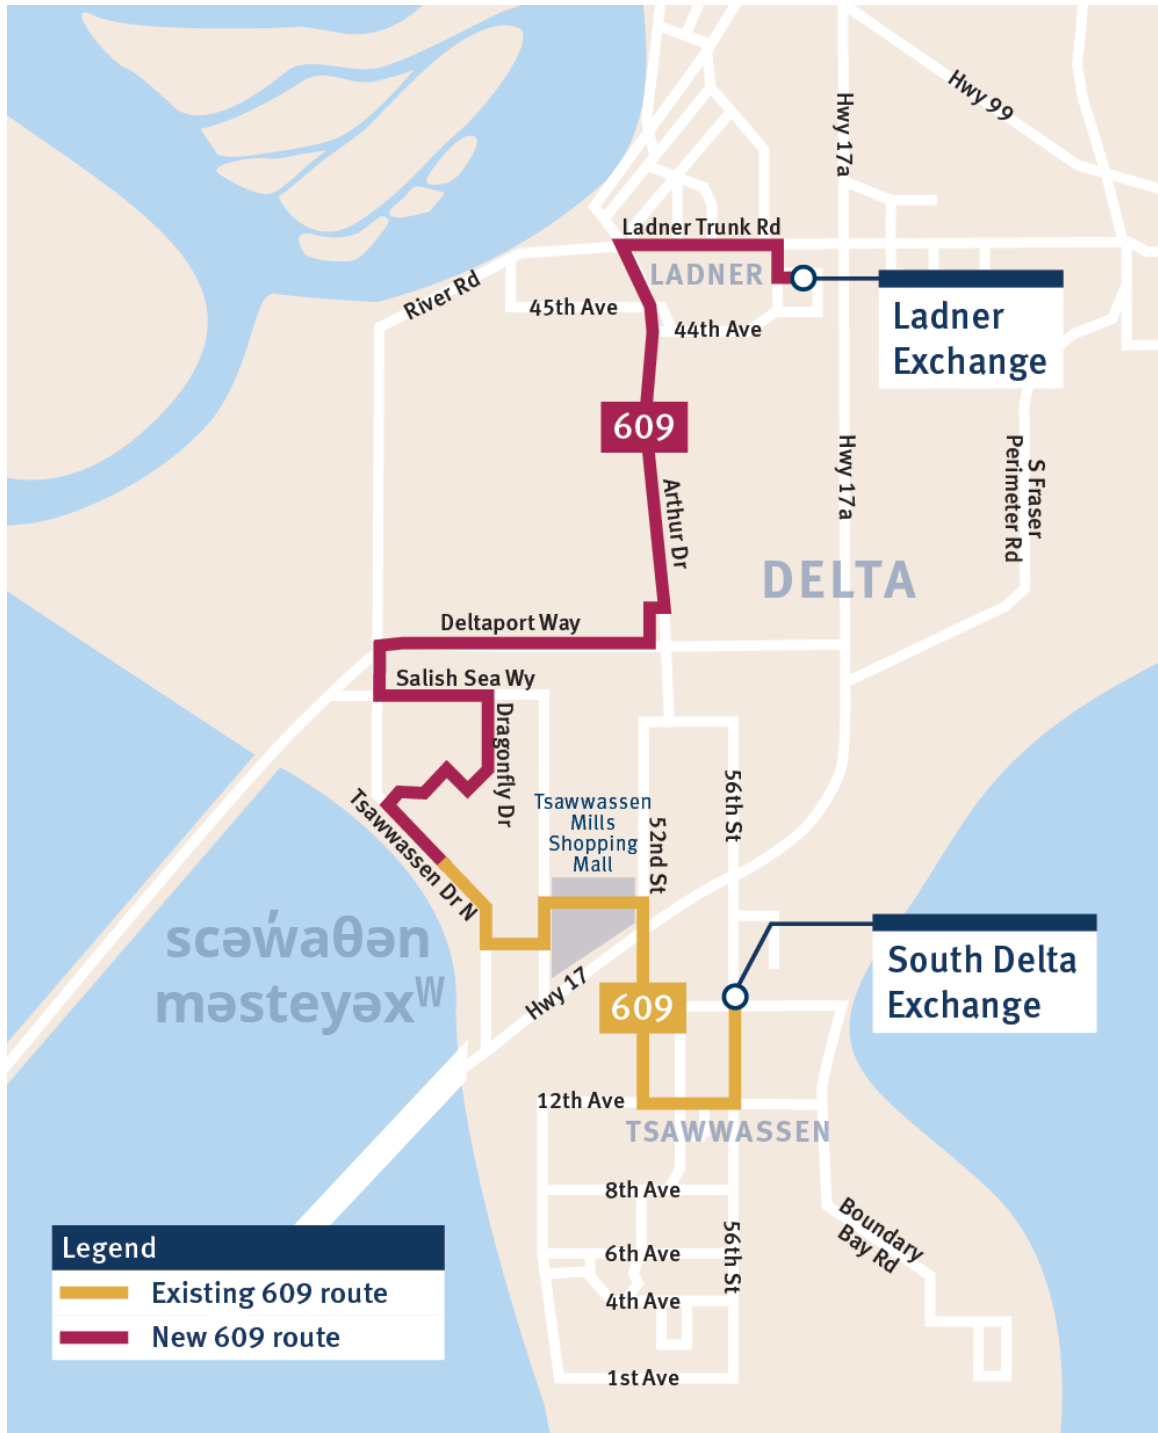 Hwy 99
Hwy 17a
Ladner Trunk Rd
LADNER
River Rd
45th Ave
44th Ave
Ladner
Exchange
609
Hwy 17a
S Fraser
Perimeter Rd
Arthur Dr
DELTA
Deltaport Way
Salish Sea Wy
Dragonfly Dr
Tsawwassen
Mills
Shopping
Mall
52nd St
56th St
Tsawwassen Dr N
scəw̓aθən
məsteyəxᵂ
Hwy 17
609
South Delta
Exchange
12th Ave
TSAWWASSEN
8th Ave
Boundary
Bay Rd
56th St
6th Ave
4th Ave
1st Ave
Legend
Existing 609 route
New 609 route